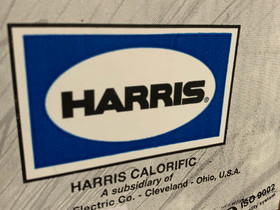 HARRIS®
HARRIS CALORIFIC
A subsidiary of
Electric Co. - Cleveland - Ohio, U.S.A.
ISO 9002